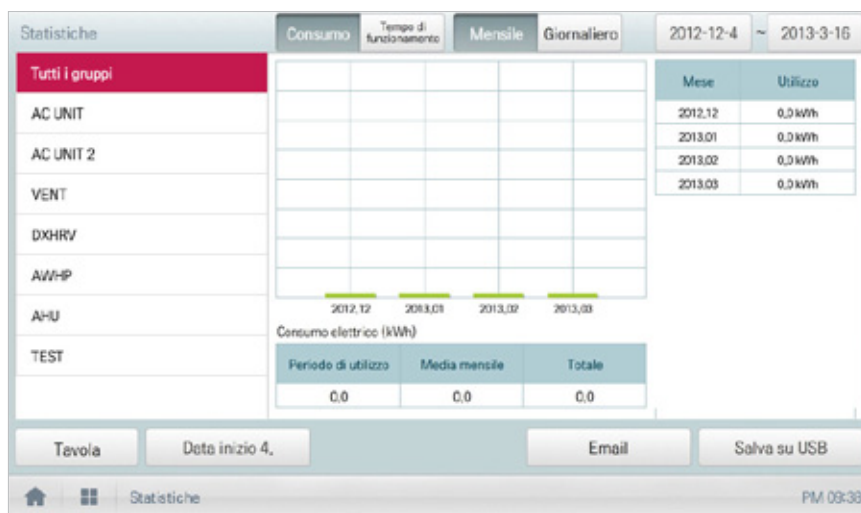 Statistiche
Consumo
Tempo di
funzionamento
Mensile
Giornaliero
2012-12-4 ~ 2013-3-16
Tutti i gruppi
AC UNIT
AC UNIT 2
VENT
DXHRV
AWHP
AHU
TEST
2012,12 2013,01 2013,02 2013,03
Consumo elettrico (kWh)
Periodo di utilizzo Media mensile Totale
0,0 0,0 0,0
Mese Utilizzo
2012,12 0,0 kWh
2013,01 0,0 kWh
2013,02 0,0 kWh
2013,03 0,0 kWh
Tavola
Data inizio 4,
Email
Salva su USB
Statistiche
PM 09:38